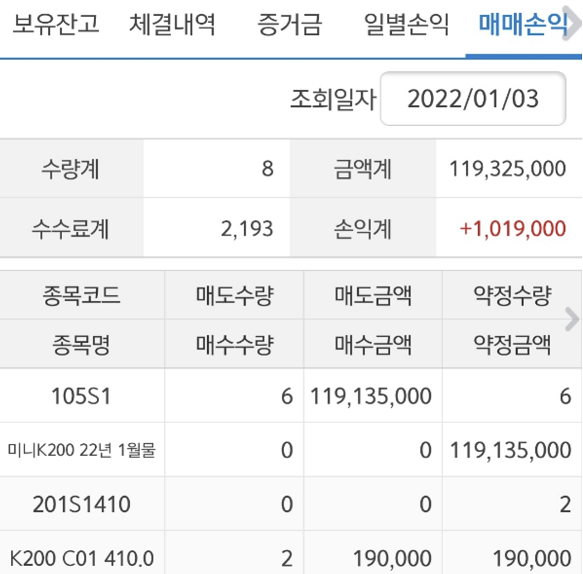 보유잔고 체결내역 증거금 일별손익 매매손익
조회일자 2022/01/03
수량계 8 금액계 119,325,000
수수료계 2,193 손익계 +1,019,000
종목코드 매도수량 매도금액 약정수량
종목명 매수수량 매수금액 약정금액
105S1 6 119,135,000 6
미니K200 22년 1월물 0 0 119,135,000
201S1410 0 0 2
K200 C01 410.0 2 190,000 190,000